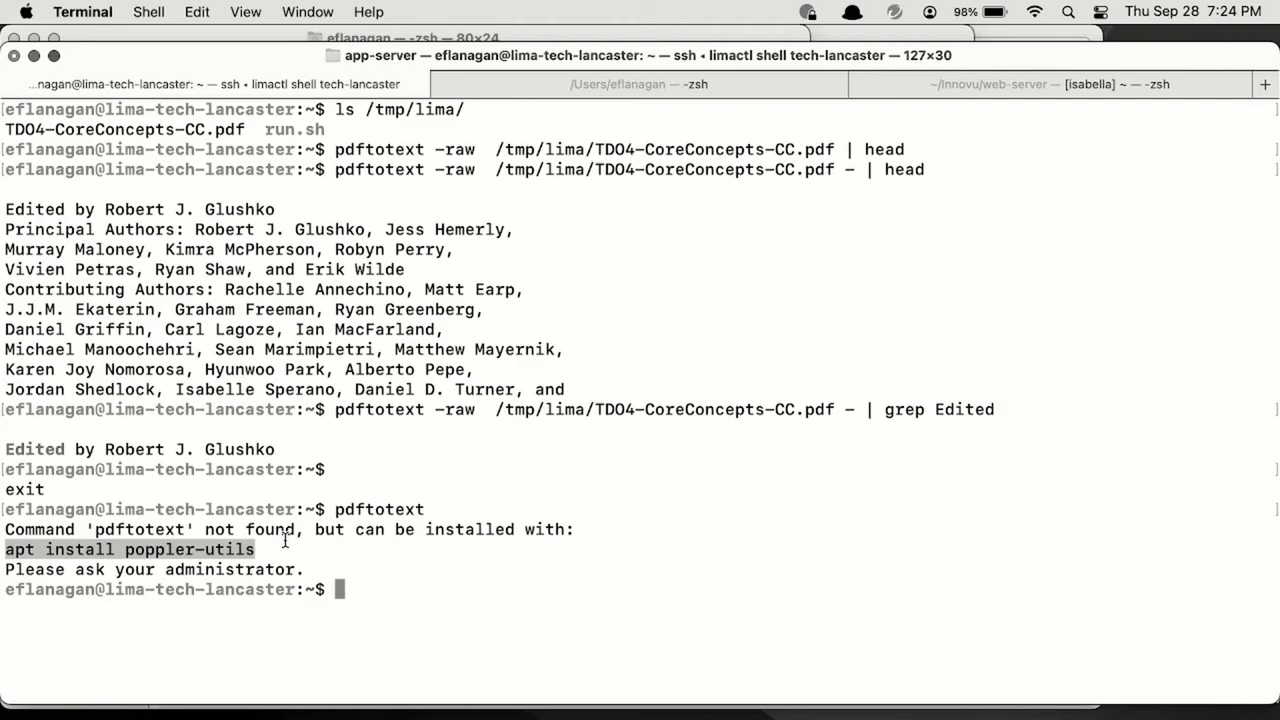 Terminal Shell Edit View Window Help 98% Thu Sep 28 7:24 PM
eflanagan — -zsh — 80×24
app-server — eflanagan@lima-tech-lancaster: ~ — ssh ◂ limactl shell tech-lancaster — 127×30
...nagan@lima-tech-lancaster: ~ — ssh ◂ limactl shell tech-lancaster /Users/eflanagan — -zsh ~/Innovu/web-server — [isabella] ~ — -zsh +
[eflanagan@lima-tech-lancaster:~$ ls /tmp/lima/ ]
TDO4-CoreConcepts-CC.pdf run.sh
[eflanagan@lima-tech-lancaster:~$ pdftotext -raw  /tmp/lima/TDO4-CoreConcepts-CC.pdf | head ]
[eflanagan@lima-tech-lancaster:~$ pdftotext -raw  /tmp/lima/TDO4-CoreConcepts-CC.pdf - | head ]
Edited by Robert J. Glushko
Principal Authors: Robert J. Glushko, Jess Hemerly,
Murray Maloney, Kimra McPherson, Robyn Perry,
Vivien Petras, Ryan Shaw, and Erik Wilde
Contributing Authors: Rachelle Annechino, Matt Earp,
J.J.M. Ekaterin, Graham Freeman, Ryan Greenberg,
Daniel Griffin, Carl Lagoze, Ian MacFarland,
Michael Manoochehri, Sean Marimpietri, Matthew Mayernik,
Karen Joy Nomorosa, Hyunwoo Park, Alberto Pepe,
Jordan Shedlock, Isabelle Sperano, Daniel D. Turner, and
[eflanagan@lima-tech-lancaster:~$ pdftotext -raw  /tmp/lima/TDO4-CoreConcepts-CC.pdf - | grep Edited ]
Edited by Robert J. Glushko
[eflanagan@lima-tech-lancaster:~$ ]
exit
[eflanagan@lima-tech-lancaster:~$ pdftotext ]
Command 'pdftotext' not found, but can be installed with:
apt install poppler-utils
Please ask your administrator.
eflanagan@lima-tech-lancaster:~$